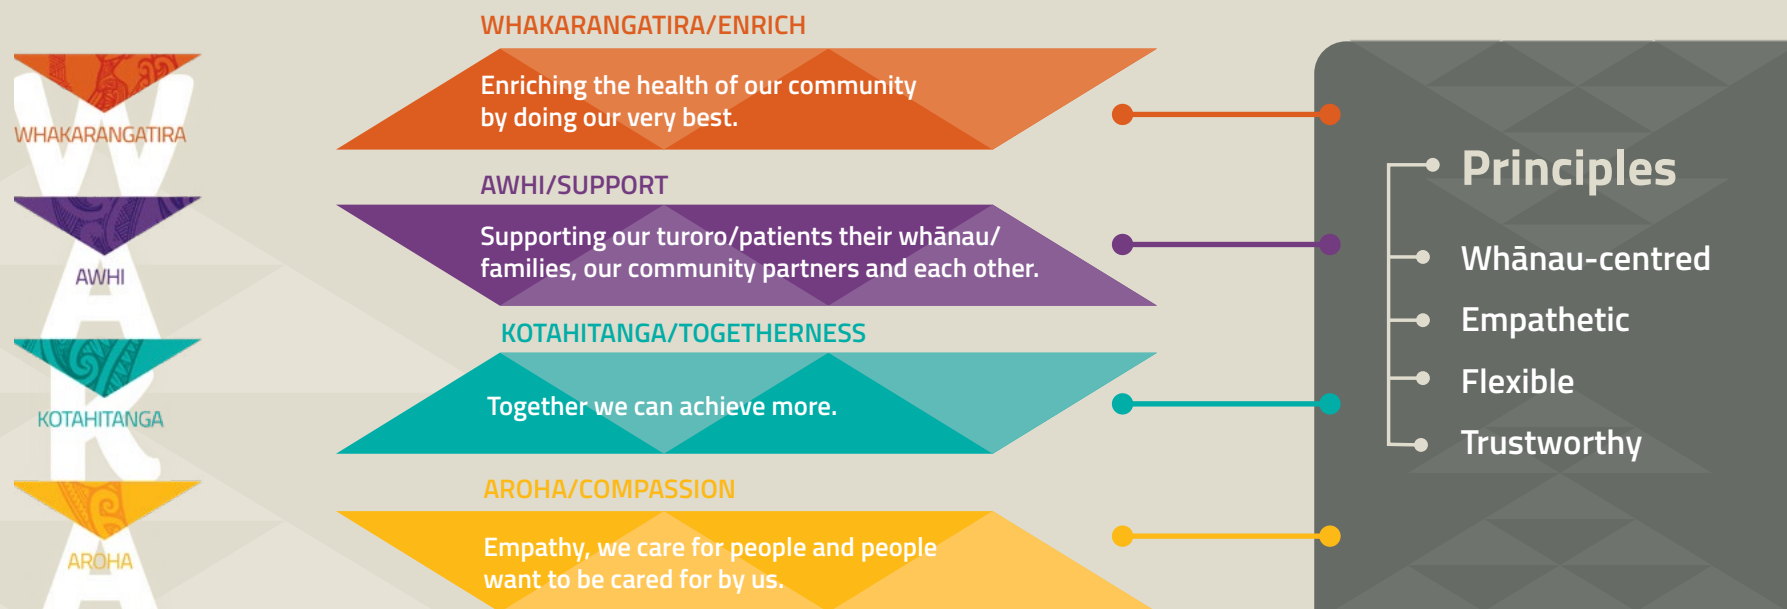 WHAKARANGATIRA/ENRICH
Enriching the health of our community
by doing our very best.
WHAKARANGATIRA
AWHI/SUPPORT
Supporting our turoro/patients their whānau/
families, our community partners and each other.
AWHI
KOTAHITANGA/TOGETHERNESS
Together we can achieve more.
KOTAHITANGA
AROHA/COMPASSION
Empathy, we care for people and people
want to be cared for by us.
AROHA
W
A
K
A
Principles
Whānau-centred
Empathetic
Flexible
Trustworthy